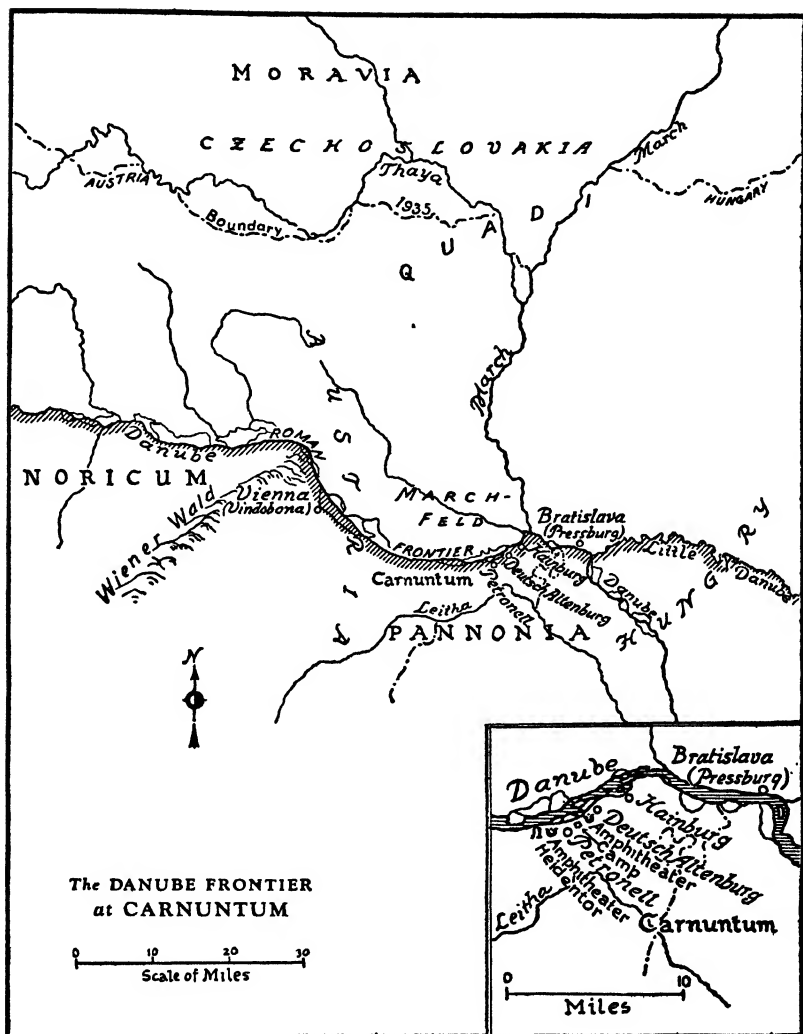 MORAVIA
CZECHOSLOVAKIA
March
Thaya
AUSTRIA
HUNGARY
Boundary
1935
QUADI
March
AUSTRIA
Danube
ROMAN
NORICUM
Vienna
(Vindobona)
MARCH-
FELD
Wiener Wald
Bratislava
(Pressburg)
FRONTIER
Hainburg
Little
Danube
Carnuntum
Deutsch Altenburg
Danube
Petronell
HUNGARY
Leitha
PANNONIA
N
Bratislava
(Pressburg)
Danube
Hainburg
Deutsch Altenburg
Amphitheater
Camp
Petronell
Amphitheater
Heidentor
Leitha
Carnuntum
The DANUBE FRONTIER
at CARNUNTUM
0 10 20 30
Scale of Miles
0 10
Miles